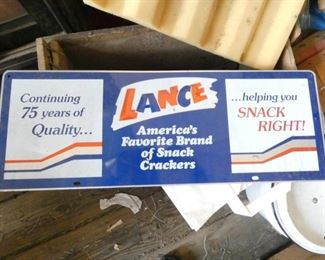 Continuing
75 years of
Quality...
LANCE
America's
Favorite Brand
of Snack
Crackers
...helping you
SNACK
RIGHT!